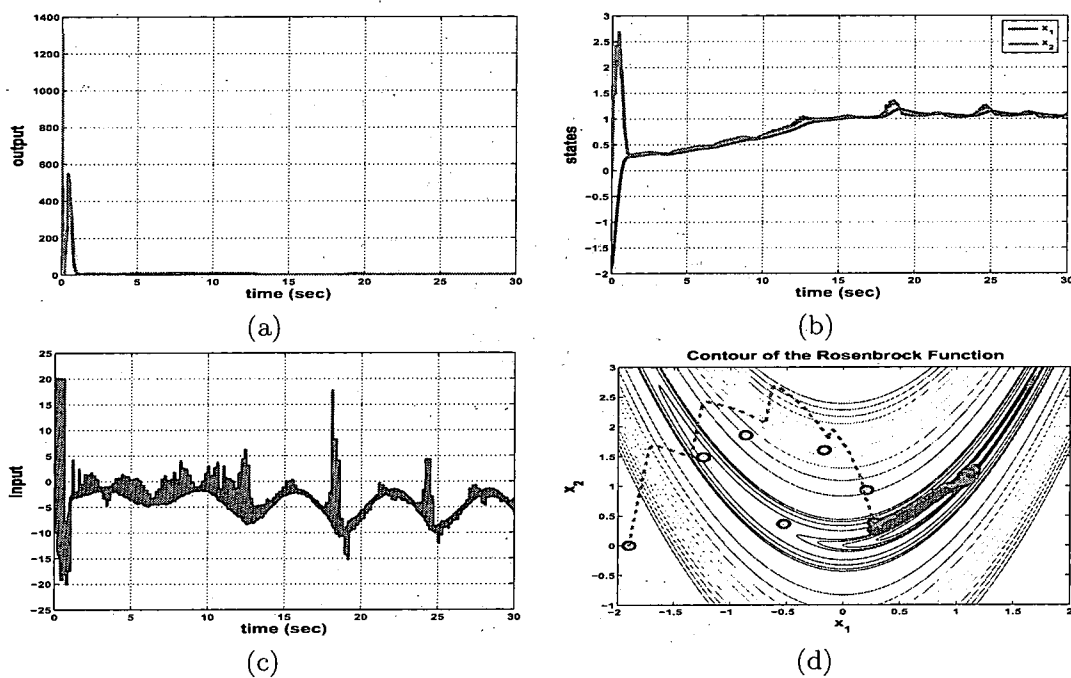 1400
1200
1000
800
600
400
200
0
output
0 5 10 15 20 25 30
time (sec)
(a)
3
2.5
2
1.5
1
0.5
0
−0.5
−1
−1.5
−2
states
x1
x2
0 5 10 15 20 25 30
time (sec)
(b)
25
20
15
10
5
0
−5
−10
−15
−20
−25
Input
0 5 10 15 20 25 30
time (sec)
(c)
Contour of the Rosenbrock Function
3
2.5
2
1.5
1
0.5
0
−0.5
−1
x2
−2 −1.5 −1 −0.5 0 0.5 1 1.5 2
x1
(d)